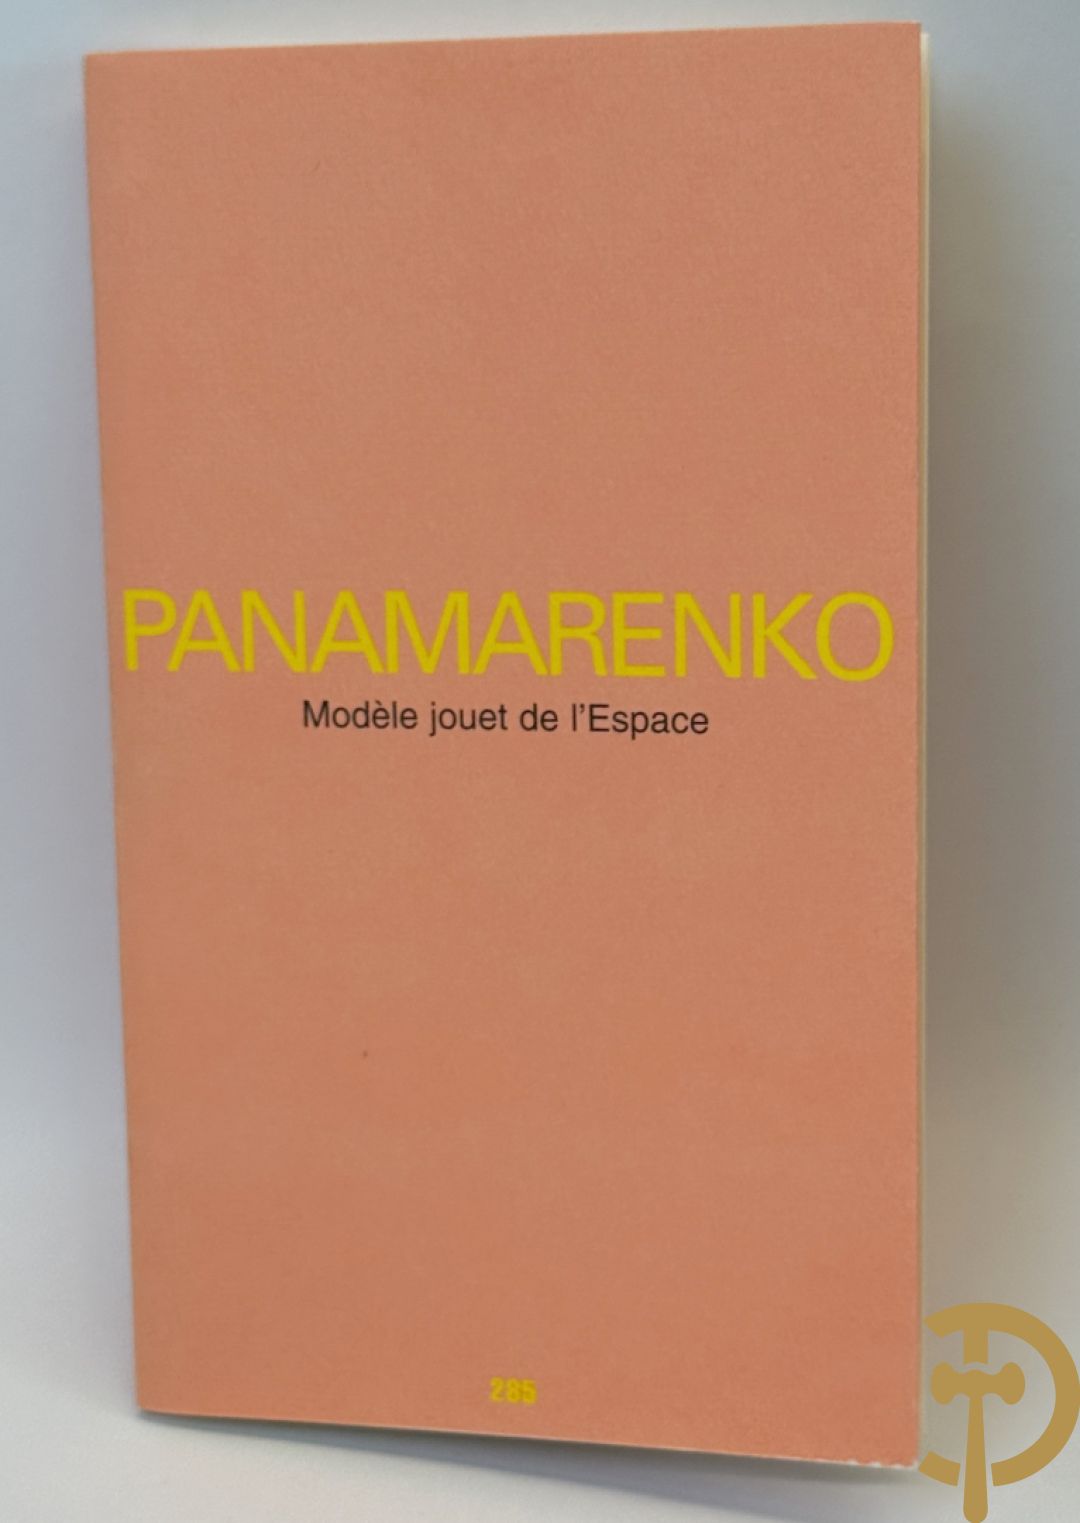 PANAMARENKO
Modèle jouet de l'Espace
285